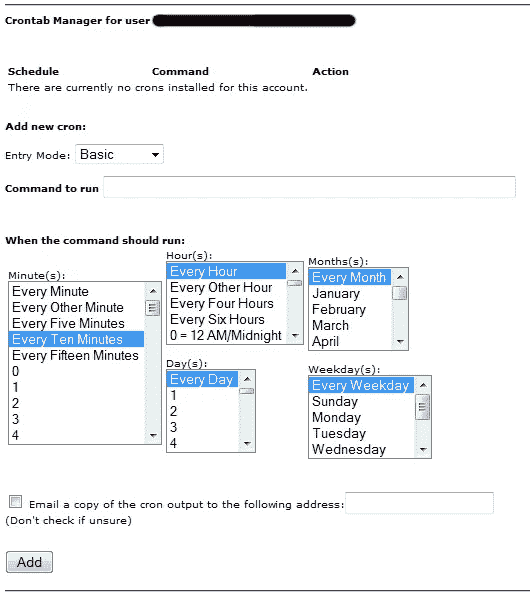 Crontab Manager for user
Schedule Command Action
There are currently no crons installed for this account.
Add new cron:
Entry Mode: Basic
Command to run
When the command should run:
Minute(s):
Every Minute
Every Other Minute
Every Five Minutes
Every Ten Minutes
Every Fifteen Minutes
0
1
2
3
4
Hour(s):
Every Hour
Every Other Hour
Every Four Hours
Every Six Hours
0 = 12 AM/Midnight
Day(s):
Every Day
1
2
3
4
Months(s):
Every Month
January
February
March
April
Weekday(s):
Every Weekday
Sunday
Monday
Tuesday
Wednesday
Email a copy of the cron output to the following address:
(Don't check if unsure)
Add